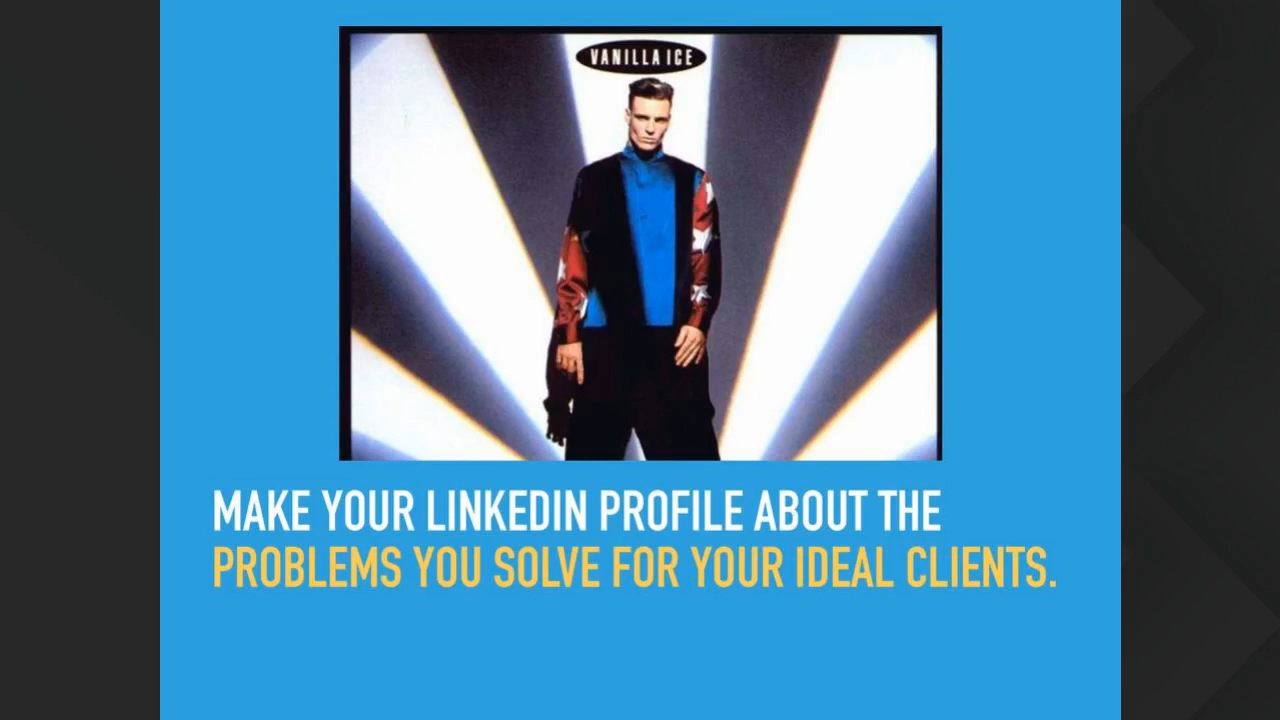 VANILLA ICE
MAKE YOUR LINKEDIN PROFILE ABOUT THE
PROBLEMS YOU SOLVE FOR YOUR IDEAL CLIENTS.